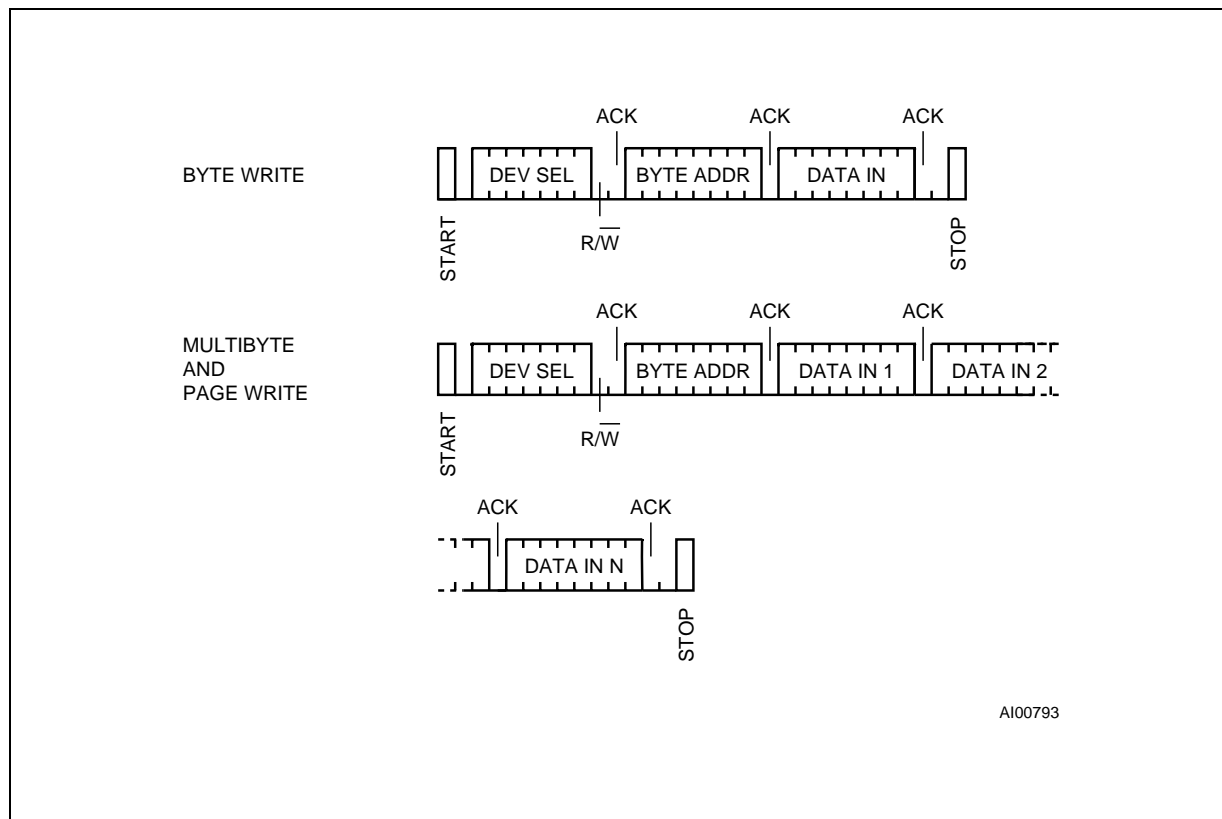 ACK ACK ACK
BYTE WRITE DEV SEL BYTE ADDR DATA IN
R/W̅
START STOP
ACK ACK ACK
MULTIBYTE
AND
PAGE WRITE
DEV SEL BYTE ADDR DATA IN 1 DATA IN 2
R/W̅
START
ACK ACK
DATA IN N
STOP
AI00793